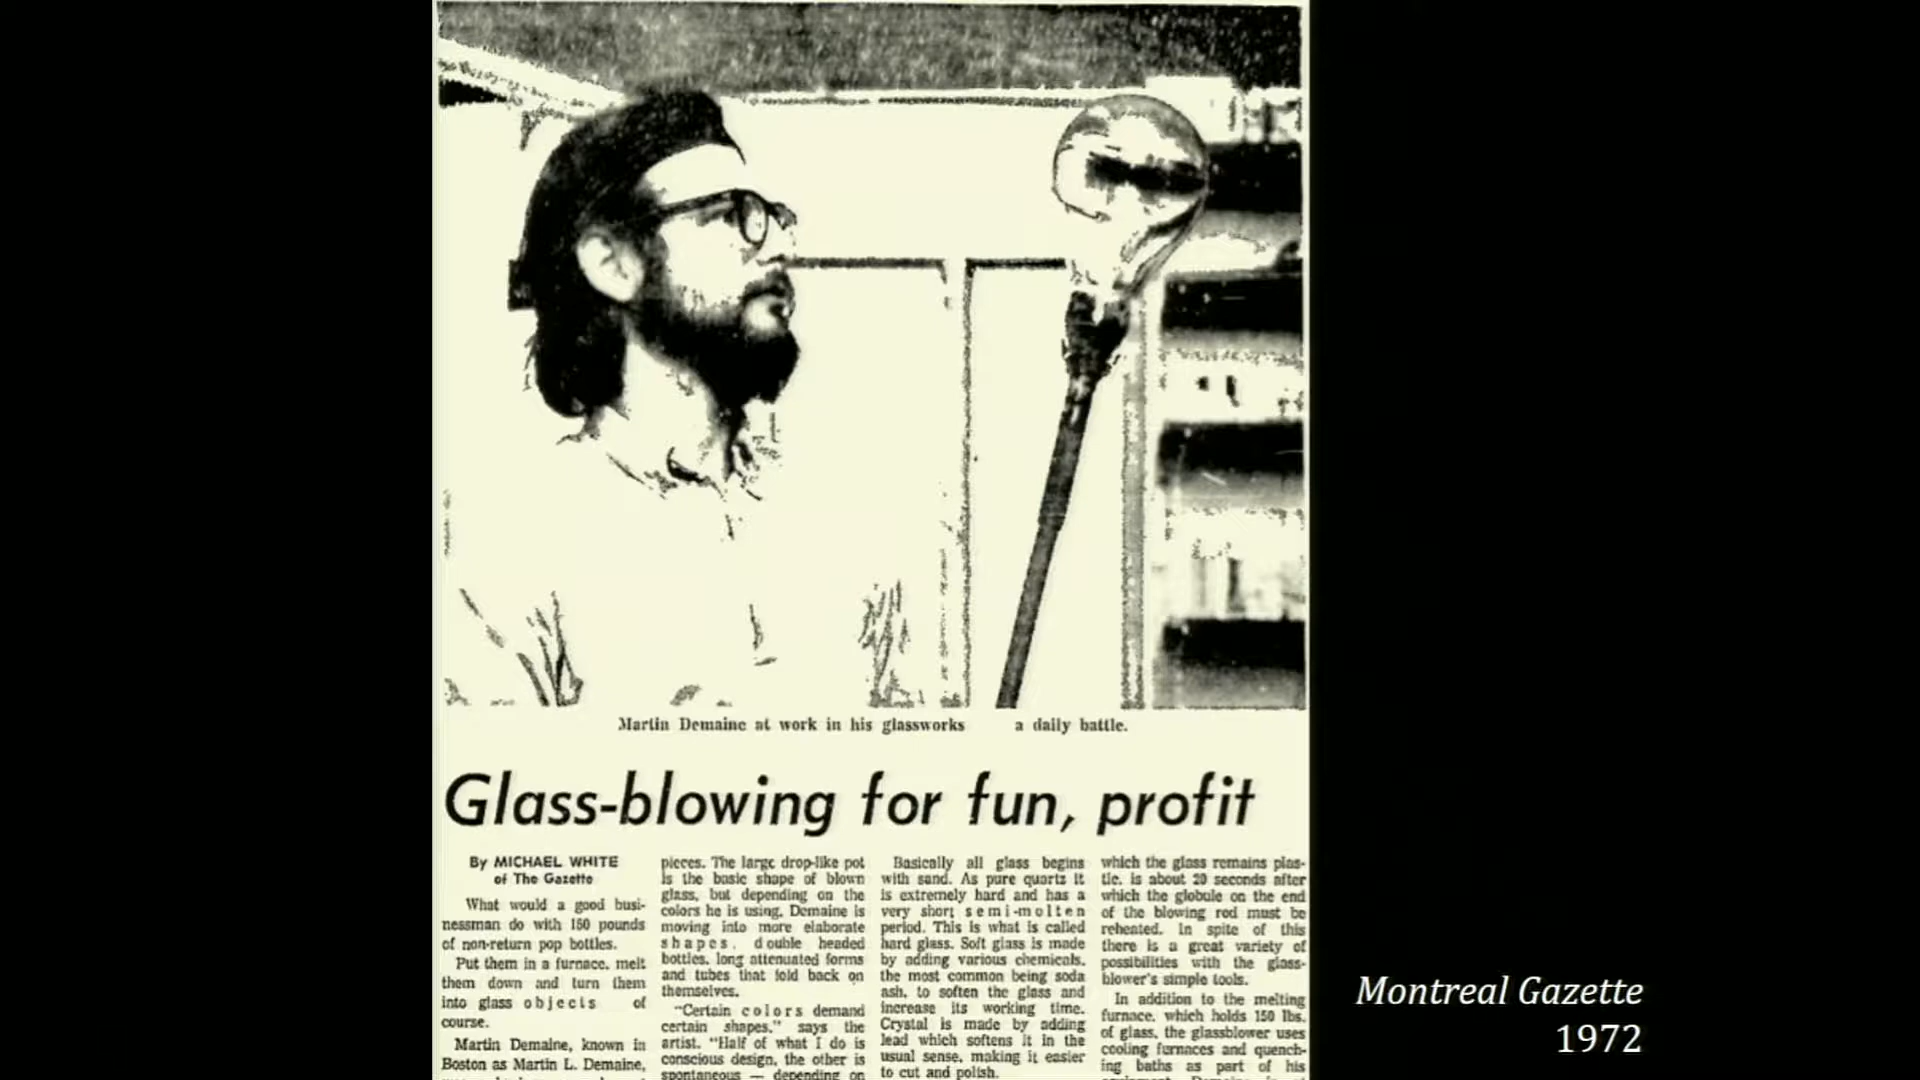 Martin Demaine at work in his glassworks a daily battle.
Glass-blowing for fun, profit
By MICHAEL WHITE
of The Gazette
What would a good busi-
nessman do with 150 pounds
of non-return pop bottles.
Put them in a furnace, melt
them down and turn them
into glass objects of
course.
Martin Demaine, known in
Boston as Martin L. Demaine,
pieces. The large drop-like pot
is the basic shape of blown
glass, but depending on the
colors he is using, Demaine is
moving into more elaborate
shapes, double headed
bottles, long attenuated forms
and tubes that fold back on
themselves.
"Certain colors demand
certain shapes," says the
artist. "Half of what I do is
conscious design, the other is
spontaneous — depending on
Basically all glass begins
with sand. As pure quartz it
is extremely hard and has a
very short semi-molten
period. This is what is called
hard glass. Soft glass is made
by adding various chemicals,
the most common being soda
ash, to soften the glass and
increase its working time.
Crystal is made by adding
lead which softens it in the
usual sense, making it easier
to cut and polish.
which the glass remains plas-
tic, is about 20 seconds after
which the globule on the end
of the blowing rod must be
reheated. In spite of this
there is a great variety of
possibilities with the glass-
blower's simple tools.
In addition to the melting
furnace, which holds 150 lbs.
of glass, the glassblower uses
cooling furnaces and quench-
ing baths as part of his
Montreal Gazette
1972